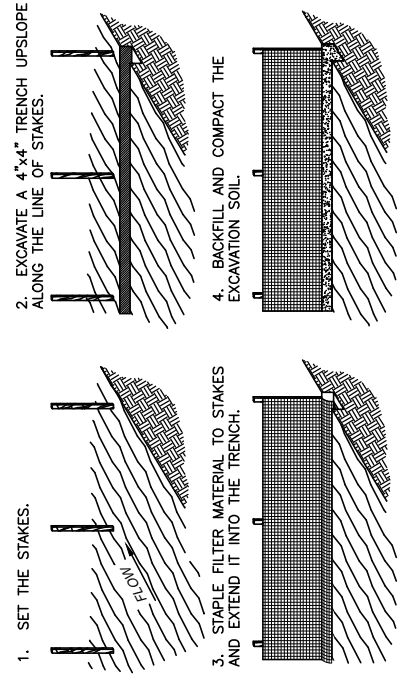 1. SET THE STAKES.
FLOW
2. EXCAVATE A 4"x4" TRENCH UPSLOPE
ALONG THE LINE OF STAKES.
3. STAPLE FILTER MATERIAL TO STAKES
AND EXTEND IT INTO THE TRENCH.
4. BACKFILL AND COMPACT THE
EXCAVATION SOIL.